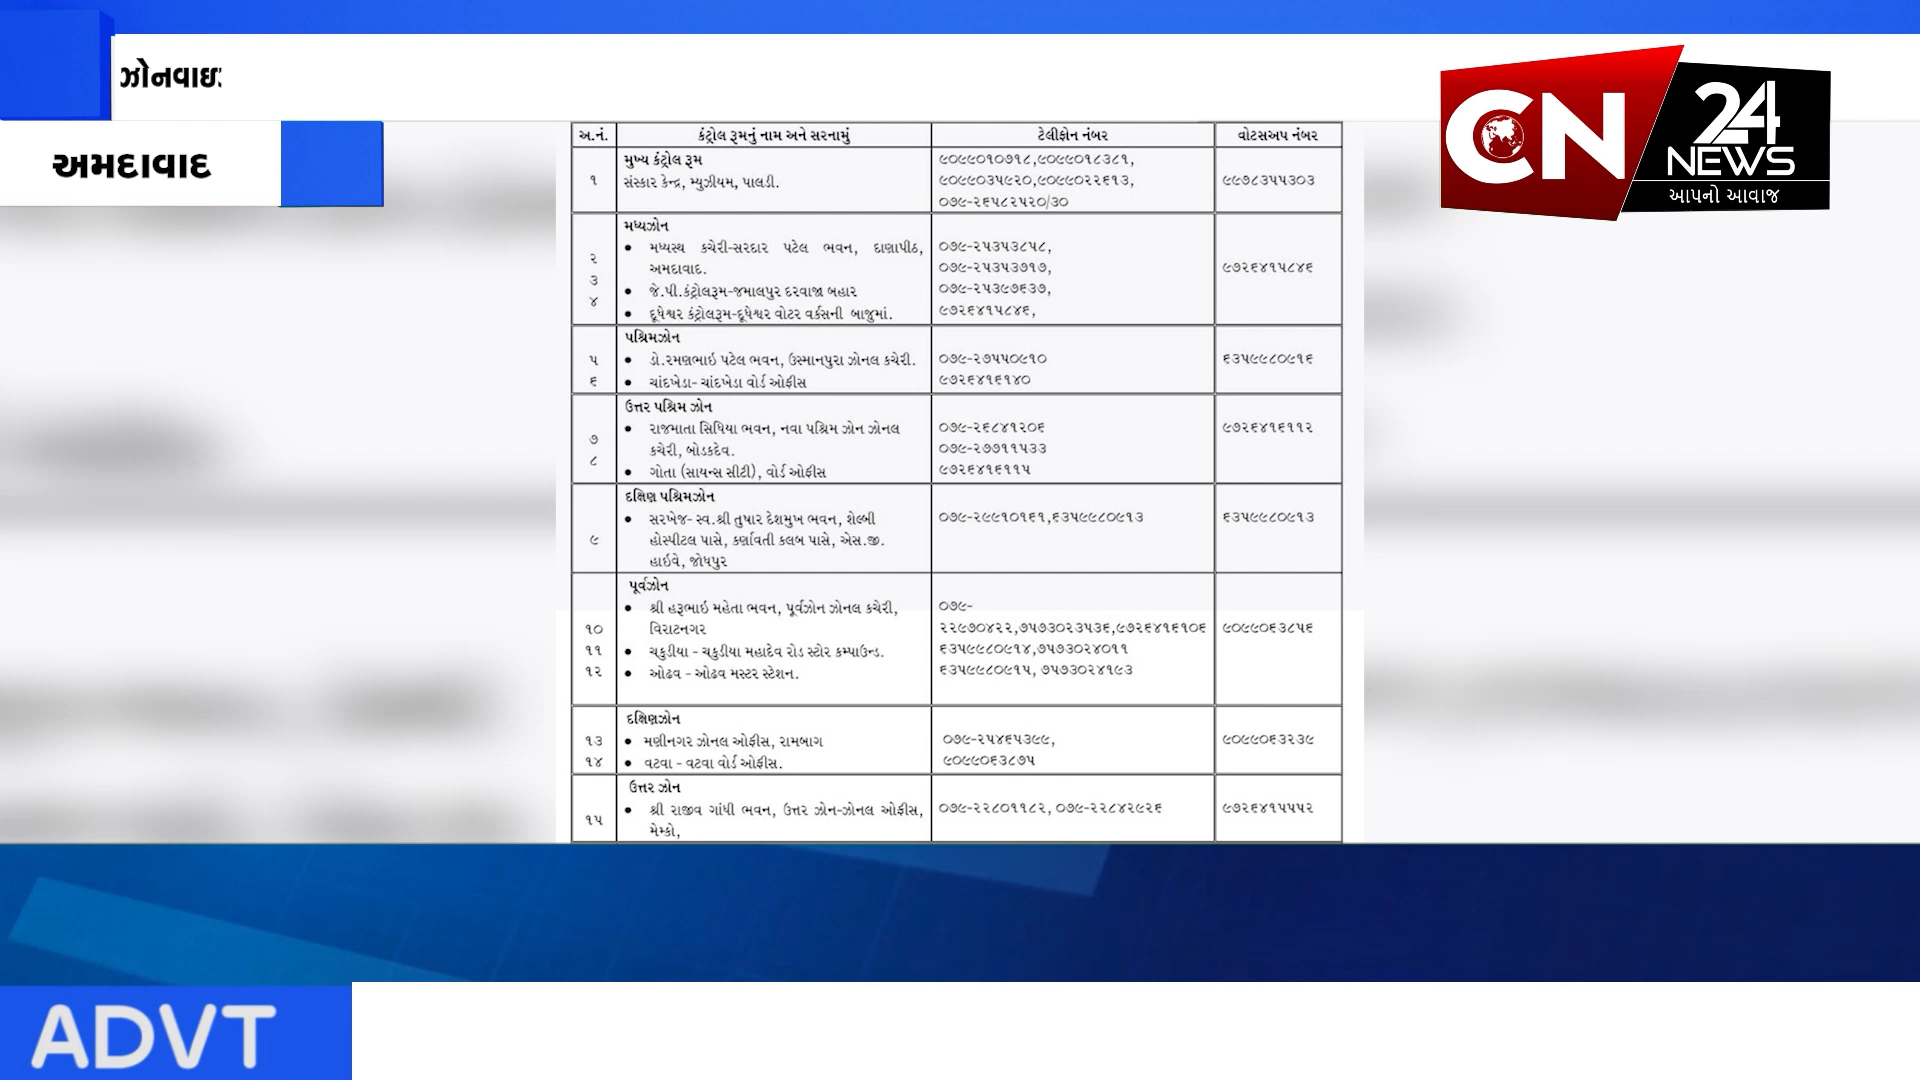 ઝોનવાઇ
અમદાવાદ
CN
24
NEWS
આપનો આવાજ
અ.નં. કંટ્રોલ રૂમનું નામ અને સરનામું ટેલીફોન નંબર વોટસઅપ નંબર
મુખ્ય કંટ્રોલ રૂમ ૯૦૯૯૦૧૦૭૧૮,૯૦૯૯૦૧૮૩૮૧,
૧ સંસ્કાર કેન્દ્ર, મ્યુઝીયમ, પાલડી. ૯૦૯૯૦૩૫૯૨૦,૯૦૯૯૦૨૨૬૧૩, ૯૯૭૮૩૫૫૩૦૩
૦૭૯-૨૬૫૮૨૫૨૦/૩૦
મધ્યઝોન
૨ • મધ્યસ્થ કચેરી-સરદાર પટેલ ભવન, દાણાપીઠ, ૦૭૯-૨૫૩૫૩૮૫૮,
અમદાવાદ. ૦૭૯-૨૫૩૫૩૭૧૭, ૯૭૨૬૪૧૫૮૪૬
૩ • જે.પી.કંટ્રોલરૂમ-જમાલપુર દરવાજા બહાર ૦૭૯-૨૫૩૯૭૬૩૭,
૪ • દૂધેશ્વર કંટ્રોલરૂમ-દૂધેશ્વર વોટર વર્કસની બાજુમાં. ૯૭૨૬૪૧૫૮૪૬,
પશ્ચિમઝોન
૫ • ડો.રમણભાઇ પટેલ ભવન, ઉસ્માનપુરા ઝોનલ કચેરી. ૦૭૯-૨૭૫૫૦૯૧૦ ૬૩૫૯૯૮૦૯૧૬
૬ • ચાંદખેડા- ચાંદખેડા વોર્ડ ઓફીસ ૯૭૨૬૪૧૬૧૪૦
ઉત્તર પશ્ચિમ ઝોન
૭ • રાજમાતા સિંધિયા ભવન, નવા પશ્ચિમ ઝોન ઝોનલ ૦૭૯-૨૬૮૪૧૨૦૬ ૯૭૨૬૪૧૬૧૧૨
કચેરી, બોડકદેવ. ૦૭૯-૨૭૭૧૧૫૩૩
૮ • ગોતા (સાયન્સ સીટી), વોર્ડ ઓફીસ ૯૭૨૬૪૧૬૧૧૫
દક્ષિણ પશ્ચિમઝોન
• સરખેજ- સ્વ.શ્રી તુષાર દેશમુખ ભવન, શેલ્બી ૦૭૯-૨૯૯૧૦૧૬૧,૬૩૫૯૯૮૦૯૧૩ ૬૩૫૯૯૮૦૯૧૩
૯ હોસ્પીટલ પાસે, કર્ણાવતી કલબ પાસે, એસ.જી.
હાઇવે, જોધપુર
પૂર્વઝોન
• શ્રી હરૂભાઇ મહેતા ભવન, પૂર્વઝોન ઝોનલ કચેરી, ૦૭૯-
૧૦ વિરાટનગર ૨૨૯૭૦૪૨૨,૭૫૭૩૦૨૩૫૩૬,૯૭૨૬૪૧૬૧૦૬ ૯૦૯૯૦૬૩૮૫૬
૧૧ • ચકુડીયા - ચકુડીયા મહાદેવ રોડ સ્ટોર કમ્પાઉન્ડ. ૬૩૫૯૯૮૦૯૧૪,૭૫૭૩૦૨૪૦૧૧
૧૨ • ઓઢવ - ઓઢવ મસ્ટર સ્ટેશન. ૬૩૫૯૯૮૦૯૧૫, ૭૫૭૩૦૨૪૧૯૩
દક્ષિણઝોન
૧૩ • મણીનગર ઝોનલ ઓફીસ, રામબાગ ૦૭૯-૨૫૪૬૫૩૯૯, ૯૦૯૯૦૬૩૨૩૯
૧૪ • વટવા - વટવા વોર્ડ ઓફીસ. ૯૦૯૯૦૬૩૮૭૫
ઉત્તર ઝોન
૧૫ • શ્રી રાજીવ ગાંધી ભવન, ઉત્તર ઝોન-ઝોનલ ઓફીસ, ૦૭૯-૨૨૮૦૧૧૮૨, ૦૭૯-૨૨૮૪૨૯૨૬ ૯૭૨૬૪૧૫૫૫૨
મેમ્કો,
ADVT